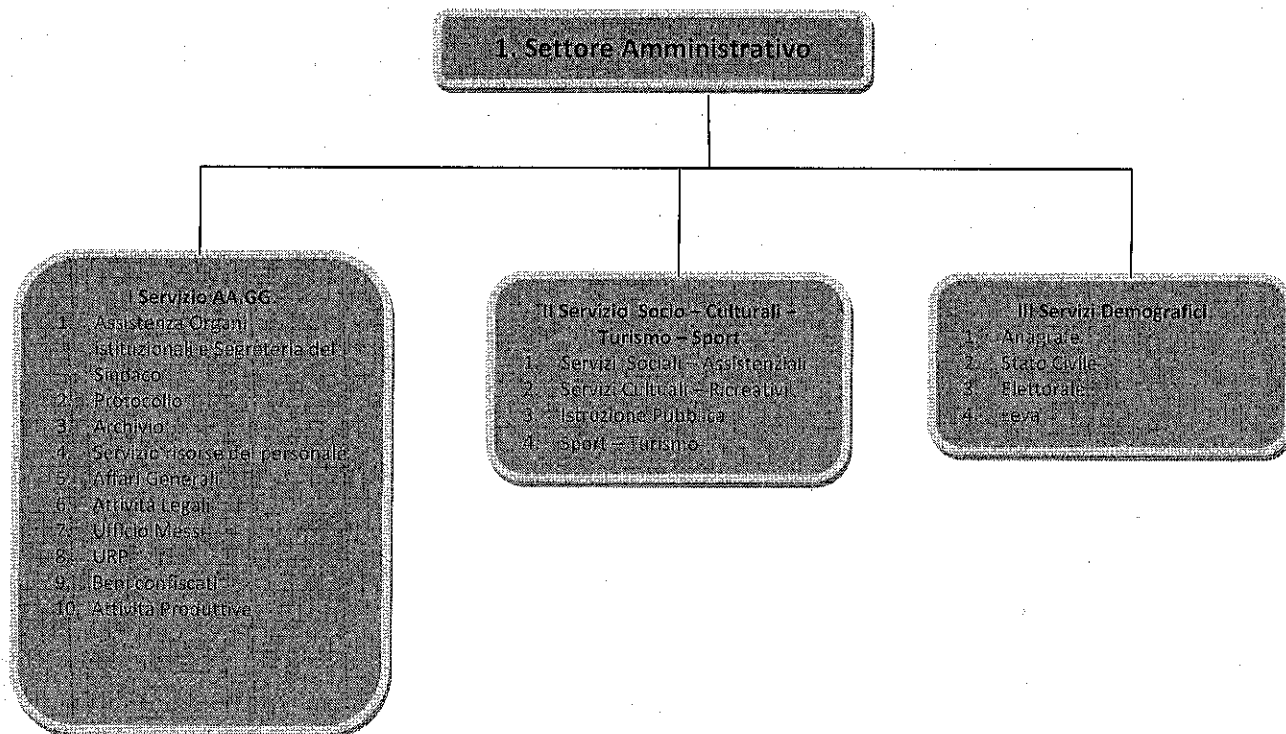 1. Settore Amministrativo
I Servizio AA.GG.
1. Assistenza Organi
Istituzionali e Segreteria del
Sindaco
2. Protocollo
3. Archivio
4. Servizio risorse del personale
5. Affari Generali
6. Attività Legali
7. Ufficio Messi
8. URP
9. Beni confiscati
10. Attività Produttive
II Servizio Socio – Culturali –
Turismo – Sport
1. Servizi Sociali – Assistenziali
2. Servizi Culturali – Ricreativi
3. Istruzione Pubblica
4. Sport – Turismo
III Servizi Demografici
1. Anagrafe
2. Stato Civile
3. Elettorale
4. Leva